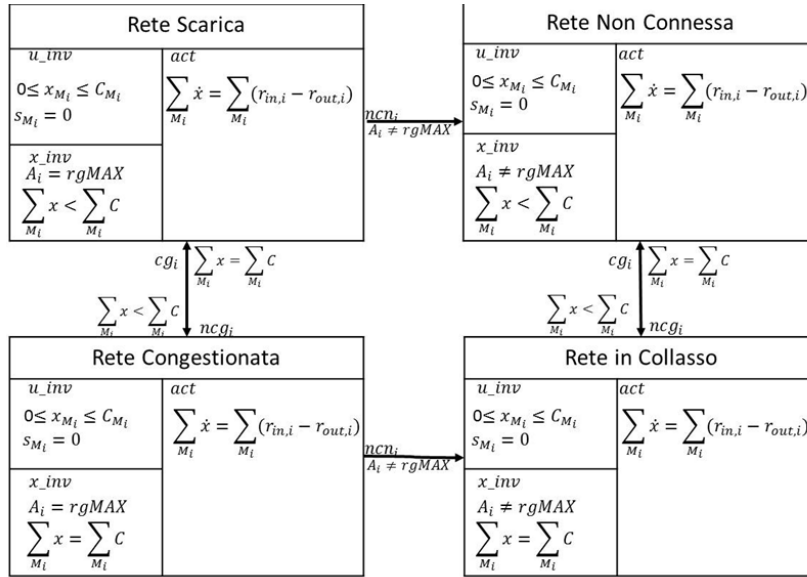 Rete Scarica
u_inv
0≤ x_{M_i} ≤ C_{M_i}
s_{M_i} = 0
x_inv
A_i = rgMAX
∑_{M_i} x < ∑_{M_i} C
act
∑_{M_i} ẋ = ∑_{M_i} (r_{in,i} − r_{out,i})
ncn_i
A_i ≠ rgMAX
Rete Non Connessa
u_inv
0≤ x_{M_i} ≤ C_{M_i}
s_{M_i} = 0
x_inv
A_i ≠ rgMAX
∑_{M_i} x < ∑_{M_i} C
act
∑_{M_i} ẋ = ∑_{M_i} (r_{in,i} − r_{out,i})
cg_i ∑_{M_i} x = ∑_{M_i} C
∑_{M_i} x < ∑_{M_i} C
ncg_i
cg_i ∑_{M_i} x = ∑_{M_i} C
∑_{M_i} x < ∑_{M_i} C
ncg_i
Rete Congestionata
u_inv
0≤ x_{M_i} ≤ C_{M_i}
s_{M_i} = 0
x_inv
A_i = rgMAX
∑_{M_i} x = ∑_{M_i} C
act
∑_{M_i} ẋ = ∑_{M_i} (r_{in,i} − r_{out,i})
ncn_i
A_i ≠ rgMAX
Rete in Collasso
u_inv
0≤ x_{M_i} ≤ C_{M_i}
s_{M_i} = 0
x_inv
A_i ≠ rgMAX
∑_{M_i} x = ∑_{M_i} C
act
∑_{M_i} ẋ = ∑_{M_i} (r_{in,i} − r_{out,i})